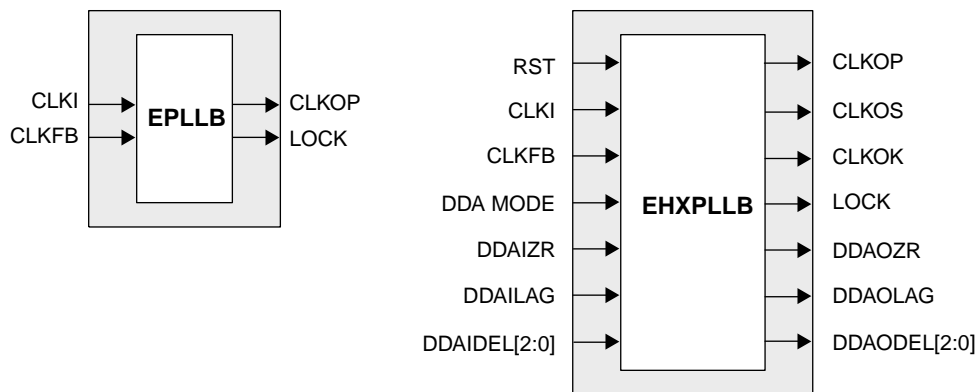 CLKI
CLKFB
EPLLB
CLKOP
LOCK
RST
CLKI
CLKFB
DDA MODE
DDAIZR
DDAILAG
DDAIDEL[2:0]
EHXPLLB
CLKOP
CLKOS
CLKOK
LOCK
DDAOZR
DDAOLAG
DDAODEL[2:0]